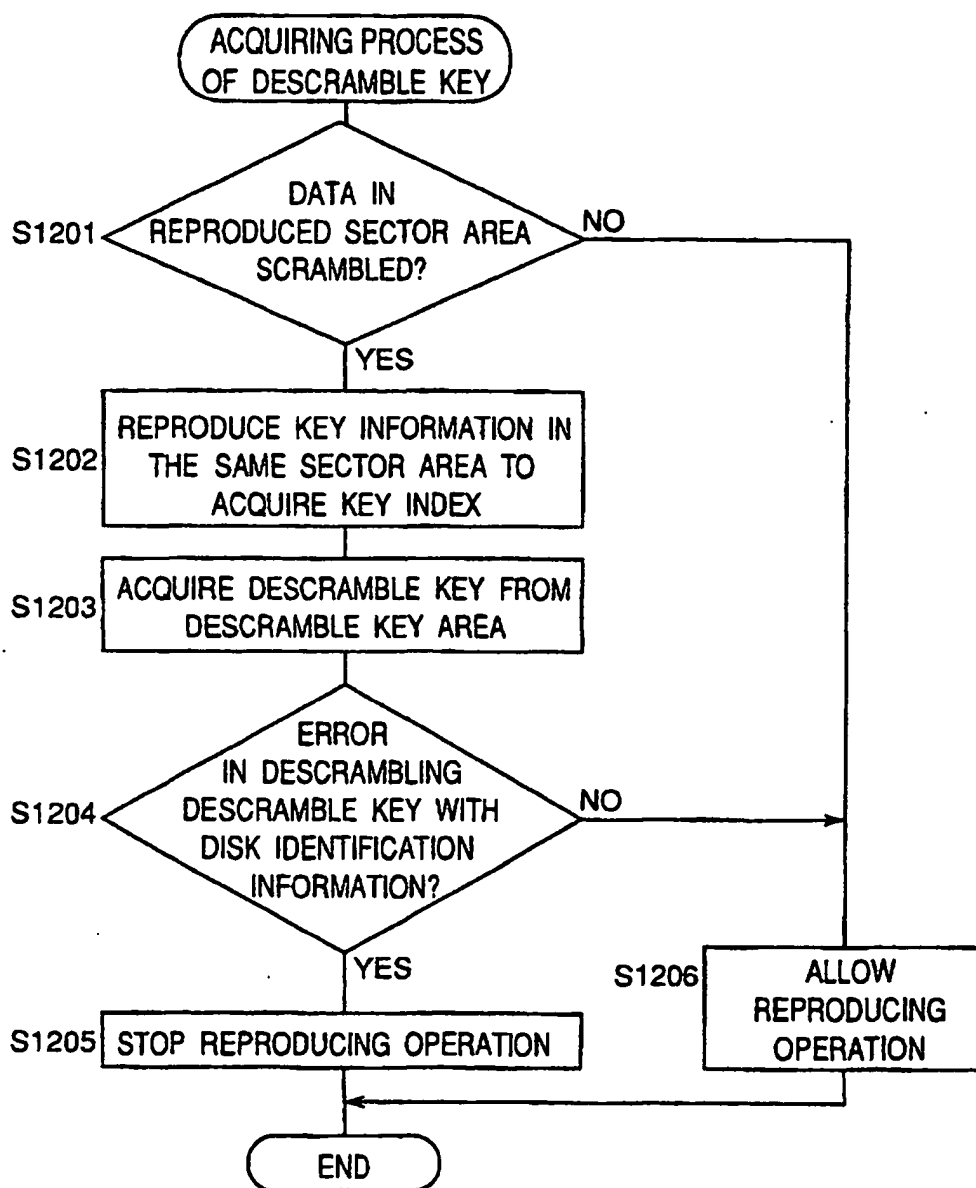 ACQUIRING PROCESS
OF DESCRAMBLE KEY
S1201
DATA IN
REPRODUCED SECTOR AREA
SCRAMBLED?
NO
YES
S1202
REPRODUCE KEY INFORMATION IN
THE SAME SECTOR AREA TO
ACQUIRE KEY INDEX
S1203
ACQUIRE DESCRAMBLE KEY FROM
DESCRAMBLE KEY AREA
S1204
ERROR
IN DESCRAMBLING
DESCRAMBLE KEY WITH
DISK IDENTIFICATION
INFORMATION?
NO
YES
S1205
STOP REPRODUCING OPERATION
S1206
ALLOW
REPRODUCING
OPERATION
END